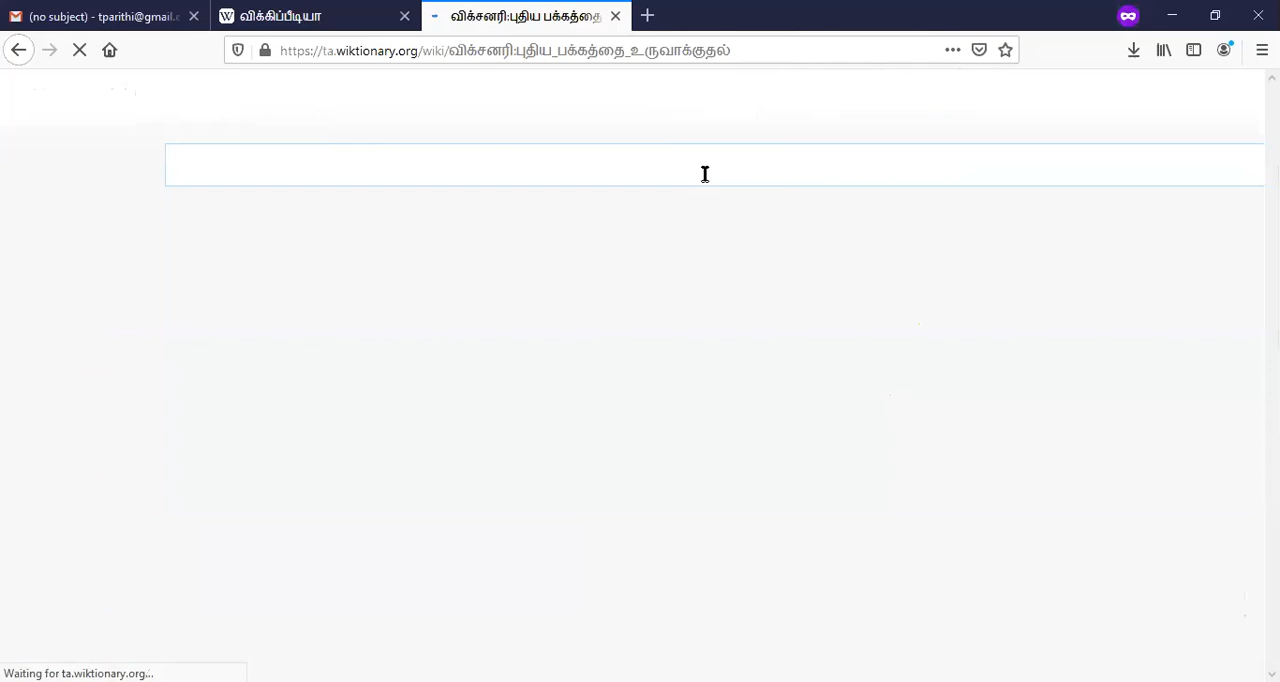 (no subject) - tparithi@gmail.c
விக்கிப்பீடியா
விக்சனரி:புதிய பக்கத்தை
https://ta.wiktionary.org/wiki/விக்சனரி:புதிய_பக்கத்தை_உருவாக்குதல்
Waiting for ta.wiktionary.org...